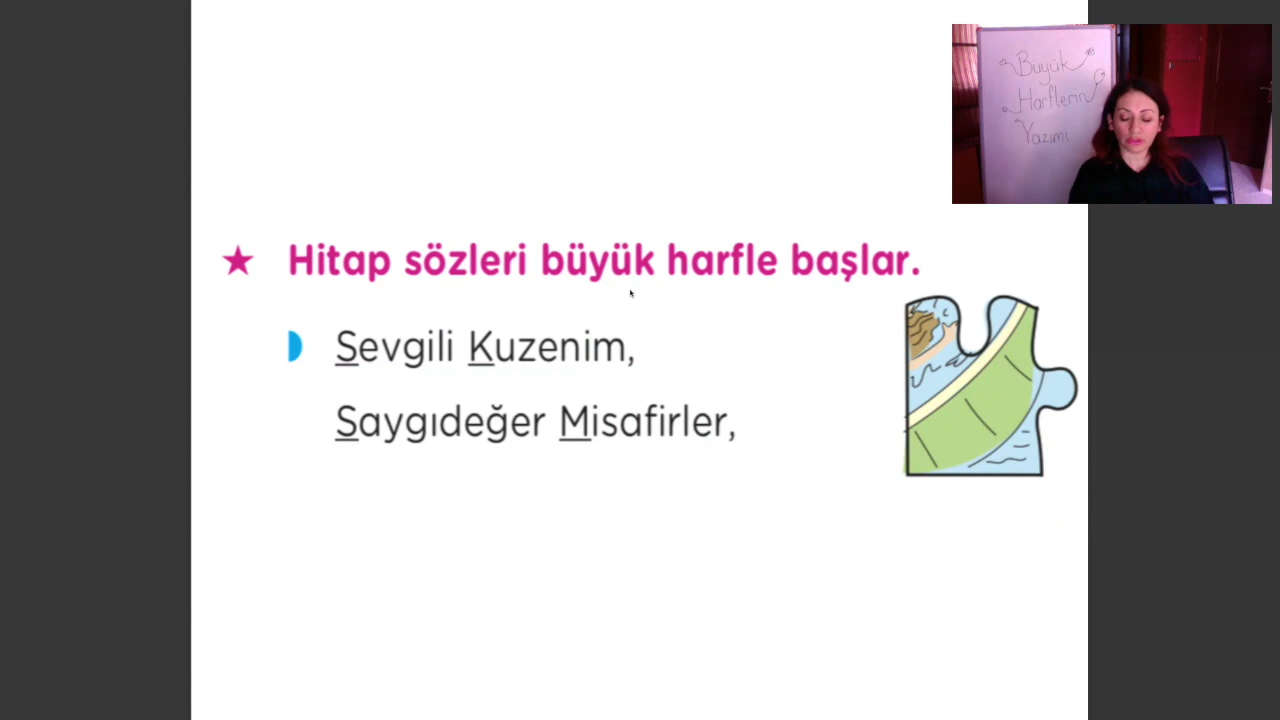 Büyük
Harflerin
Yazımı
Hitap sözleri büyük harfle başlar.
Sevgili Kuzenim,
Saygıdeğer Misafirler,